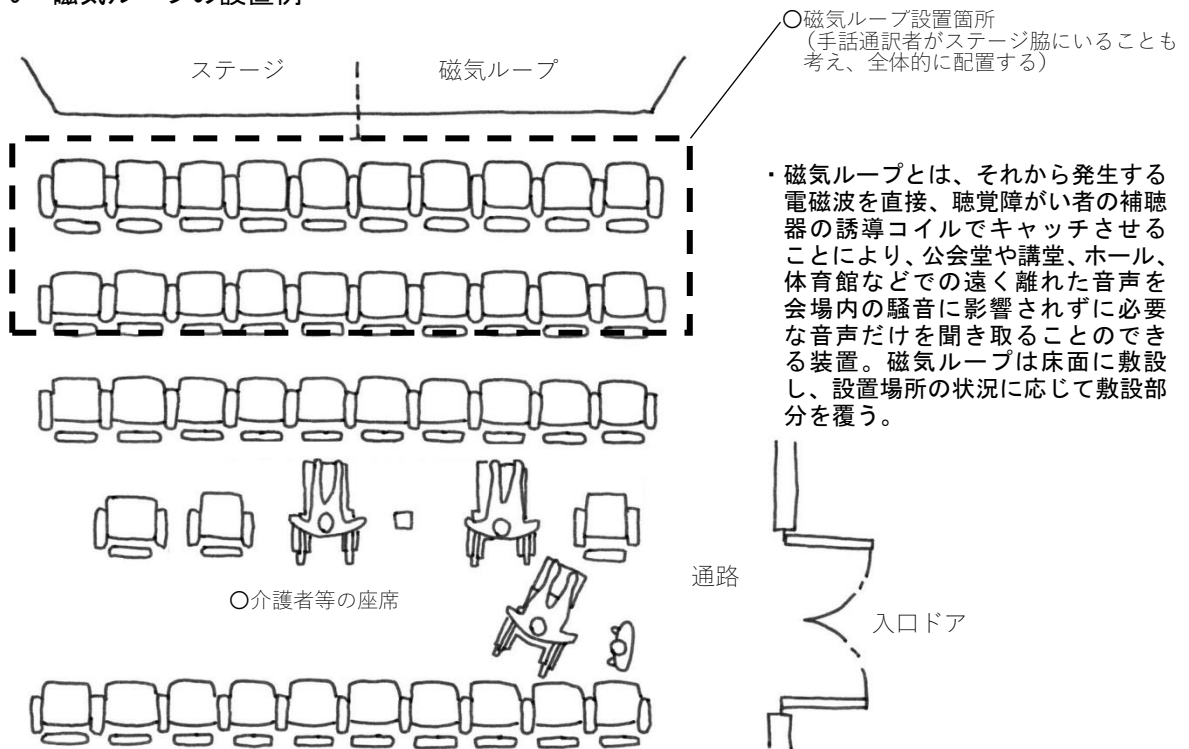 磁気ループの設置例
○磁気ループ設置箇所
（手話通訳者がステージ脇にいることも
考え、全体的に配置する）
ステージ
磁気ループ
・磁気ループとは、それから発生する
電磁波を直接、聴覚障がい者の補聴
器の誘導コイルでキャッチさせる
ことにより、公会堂や講堂、ホール、
体育館などでの遠く離れた音声を
会場内の騒音に影響されずに必要
な音声だけを聞き取ることのでき
る装置。磁気ループは床面に敷設
し、設置場所の状況に応じて敷設部
分を覆う。
通路
○介護者等の座席
入口ドア